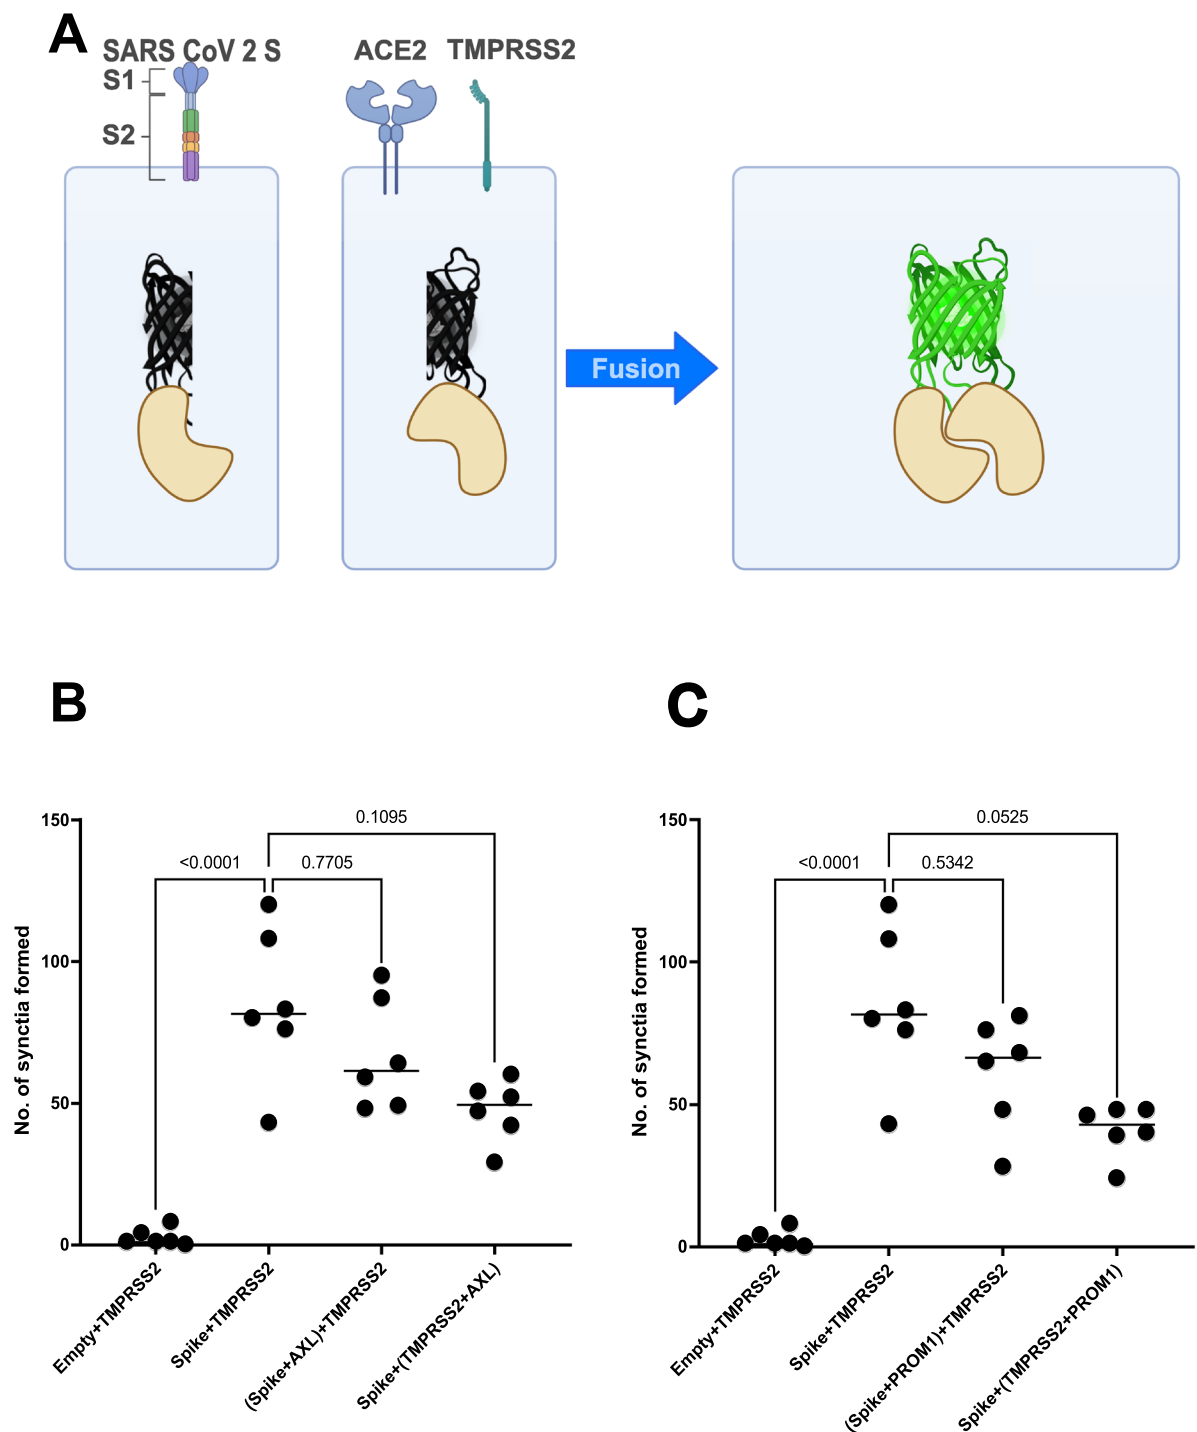 A
SARS CoV 2 S
ACE2 TMPRSS2
S1
S2
Fusion
B
C
0.1095
<0.0001 0.7705
150
100
50
0
No. of synctia formed
Empty+TMPRSS2
Spike+TMPRSS2
(Spike+AXL)+TMPRSS2
Spike+(TMPRSS2+AXL)
0.0525
<0.0001 0.5342
150
100
50
0
No. of synctia formed
Empty+TMPRSS2
Spike+TMPRSS2
(Spike+PROM1)+TMPRSS2
Spike+(TMPRSS2+PROM1)